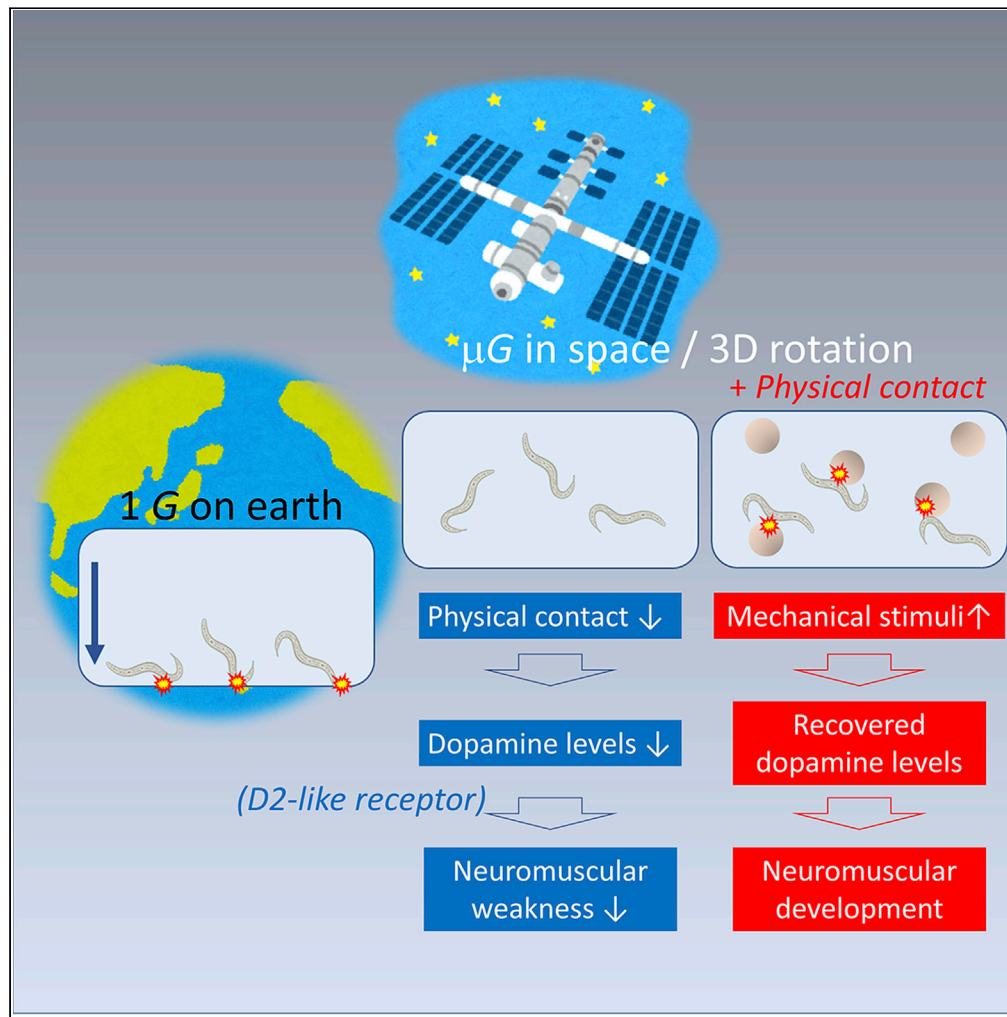 μG in space / 3D rotation
+ Physical contact
1 G on earth
Physical contact ↓
Dopamine levels ↓
(D2-like receptor)
Neuromuscular
weakness ↓
Mechanical stimuli↑
Recovered
dopamine levels
Neuromuscular
development